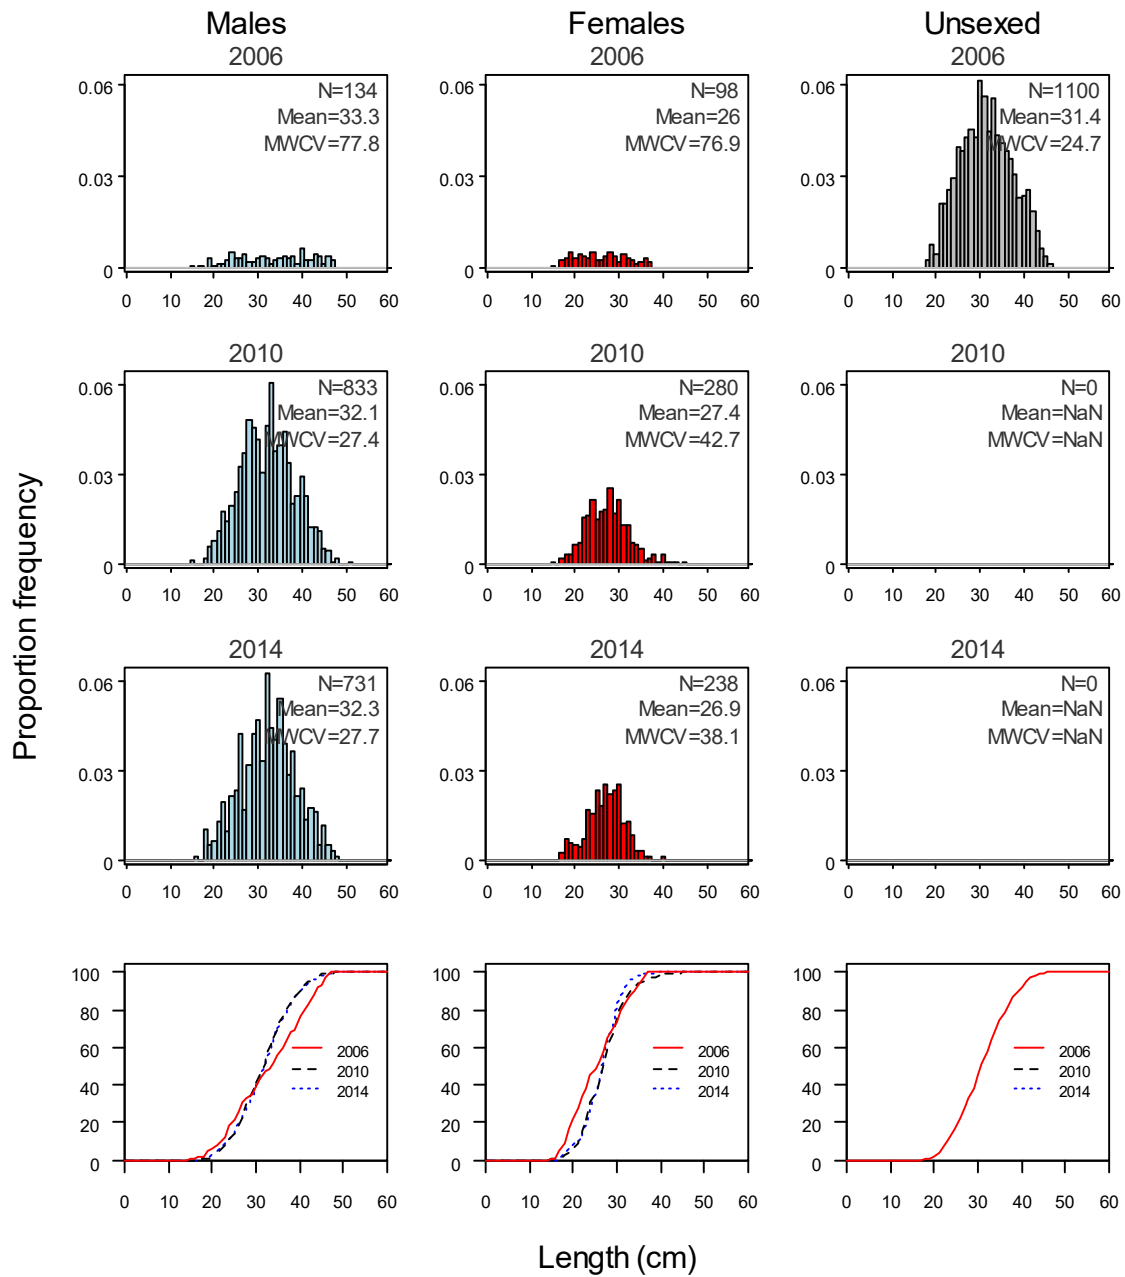 Males Females Unsexed
2006 2006 2006
N=134 N=98 N=1100
Mean=33.3 Mean=26 Mean=31.4
MWCV=77.8 MWCV=76.9 MWCV=24.7
0.06 0.06 0.06
0.03 0.03 0.03
0 0 0
0 10 20 30 40 50 60 0 10 20 30 40 50 60 0 10 20 30 40 50 60
2010 2010 2010
N=833 N=280 N=0
Mean=32.1 Mean=27.4 Mean=NaN
MWCV=27.4 MWCV=42.7 MWCV=NaN
0.06 0.06 0.06
0.03 0.03 0.03
0 0 0
0 10 20 30 40 50 60 0 10 20 30 40 50 60 0 10 20 30 40 50 60
2014 2014 2014
N=731 N=238 N=0
Mean=32.3 Mean=26.9 Mean=NaN
MWCV=27.7 MWCV=38.1 MWCV=NaN
0.06 0.06 0.06
0.03 0.03 0.03
0 0 0
0 10 20 30 40 50 60 0 10 20 30 40 50 60 0 10 20 30 40 50 60
100 100 100
80 80 80
60 60 60
40 40 40
20 20 20
0 0 0
2006 2006 2006
2010 2010 2010
2014 2014 2014
0 10 20 30 40 50 60 0 10 20 30 40 50 60 0 10 20 30 40 50 60
Proportion frequency
Length (cm)